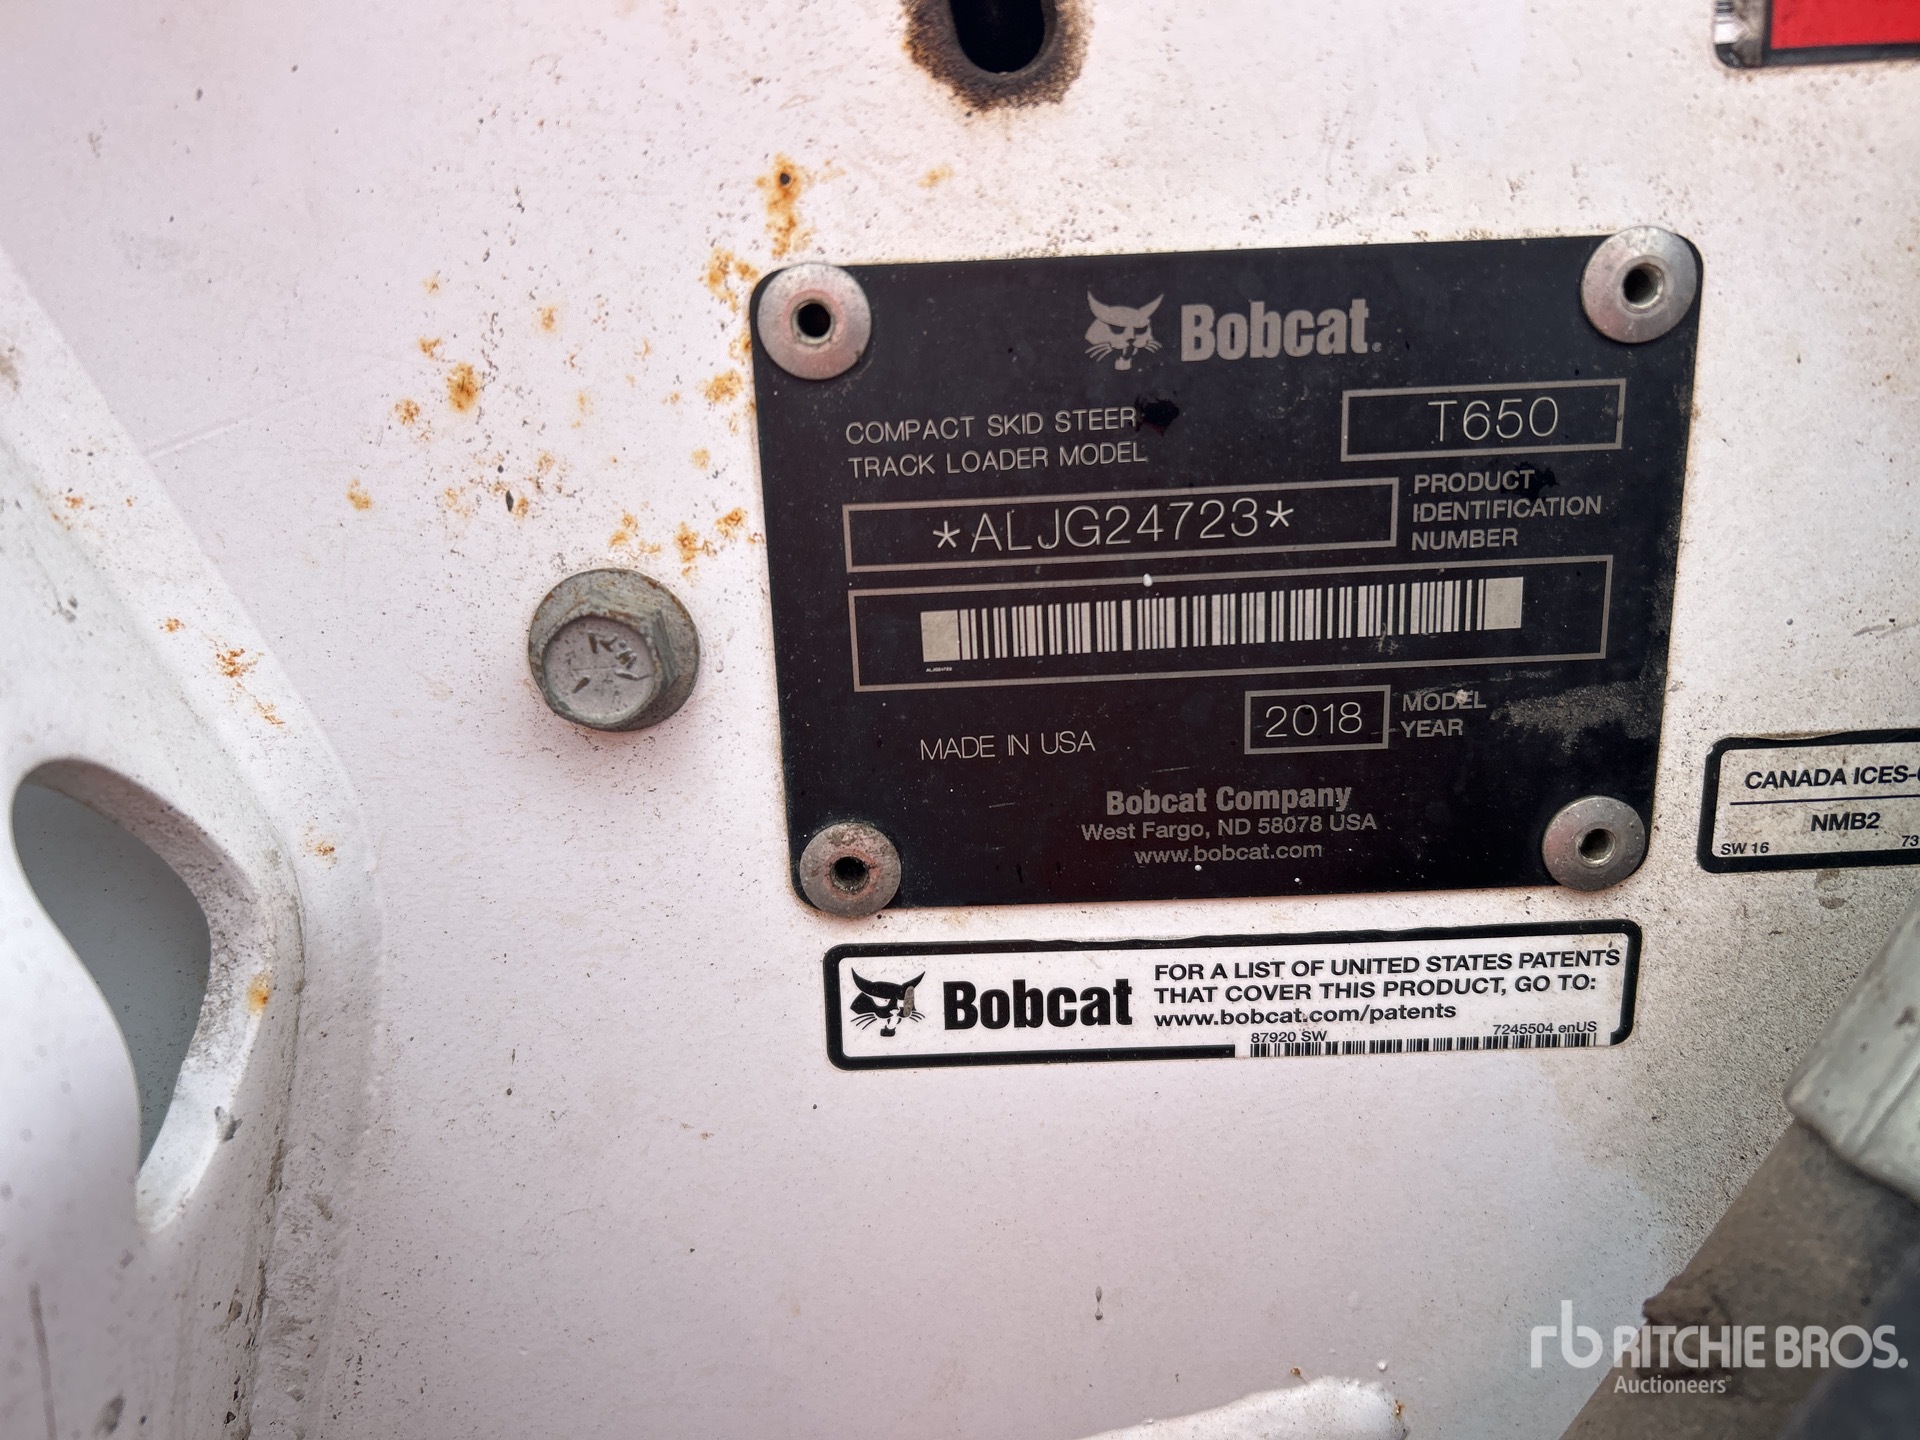 Bobcat.
COMPACT SKID STEER
TRACK LOADER MODEL
T650
*ALJG24723*
PRODUCT
IDENTIFICATION
NUMBER
ALJG24723
MADE IN USA
2018
MODEL
YEAR
Bobcat Company
West Fargo, ND 58078 USA
www.bobcat.com
CANADA ICES-
NMB2
SW 16 73
Bobcat
FOR A LIST OF UNITED STATES PATENTS
THAT COVER THIS PRODUCT, GO TO:
www.bobcat.com/patents
87920 SW 7245504 enUS
rb RITCHIE BROS.
Auctioneers